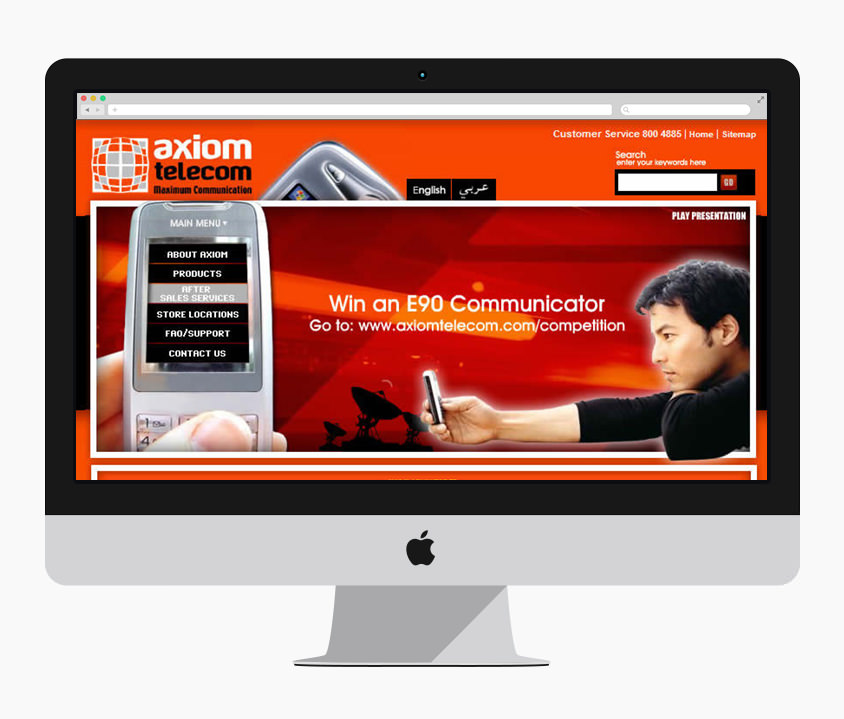 Customer Service 800 4885 | Home | Sitemap
axiom
telecom
Maximum Communication
Search
enter your keywords here
GO
English
عربي
PLAY PRESENTATION
MAIN MENU
ABOUT AXIOM
PRODUCTS
AFTER
SALES SERVICES
STORE LOCATIONS
FAQ/SUPPORT
CONTACT US
Win an E90 Communicator
Go to: www.axiomtelecom.com/competition
1
4